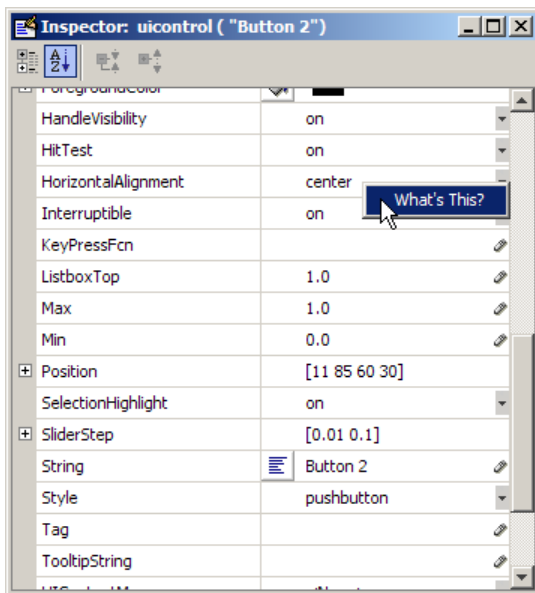 Inspector: uicontrol ( "Button 2")
ForegroundColor
HandleVisibility on
HitTest on
HorizontalAlignment center
What's This?
Interruptible on
KeyPressFcn
ListboxTop 1.0
Max 1.0
Min 0.0
Position [11 85 60 30]
SelectionHighlight on
SliderStep [0.01 0.1]
String Button 2
Style pushbutton
Tag
TooltipString